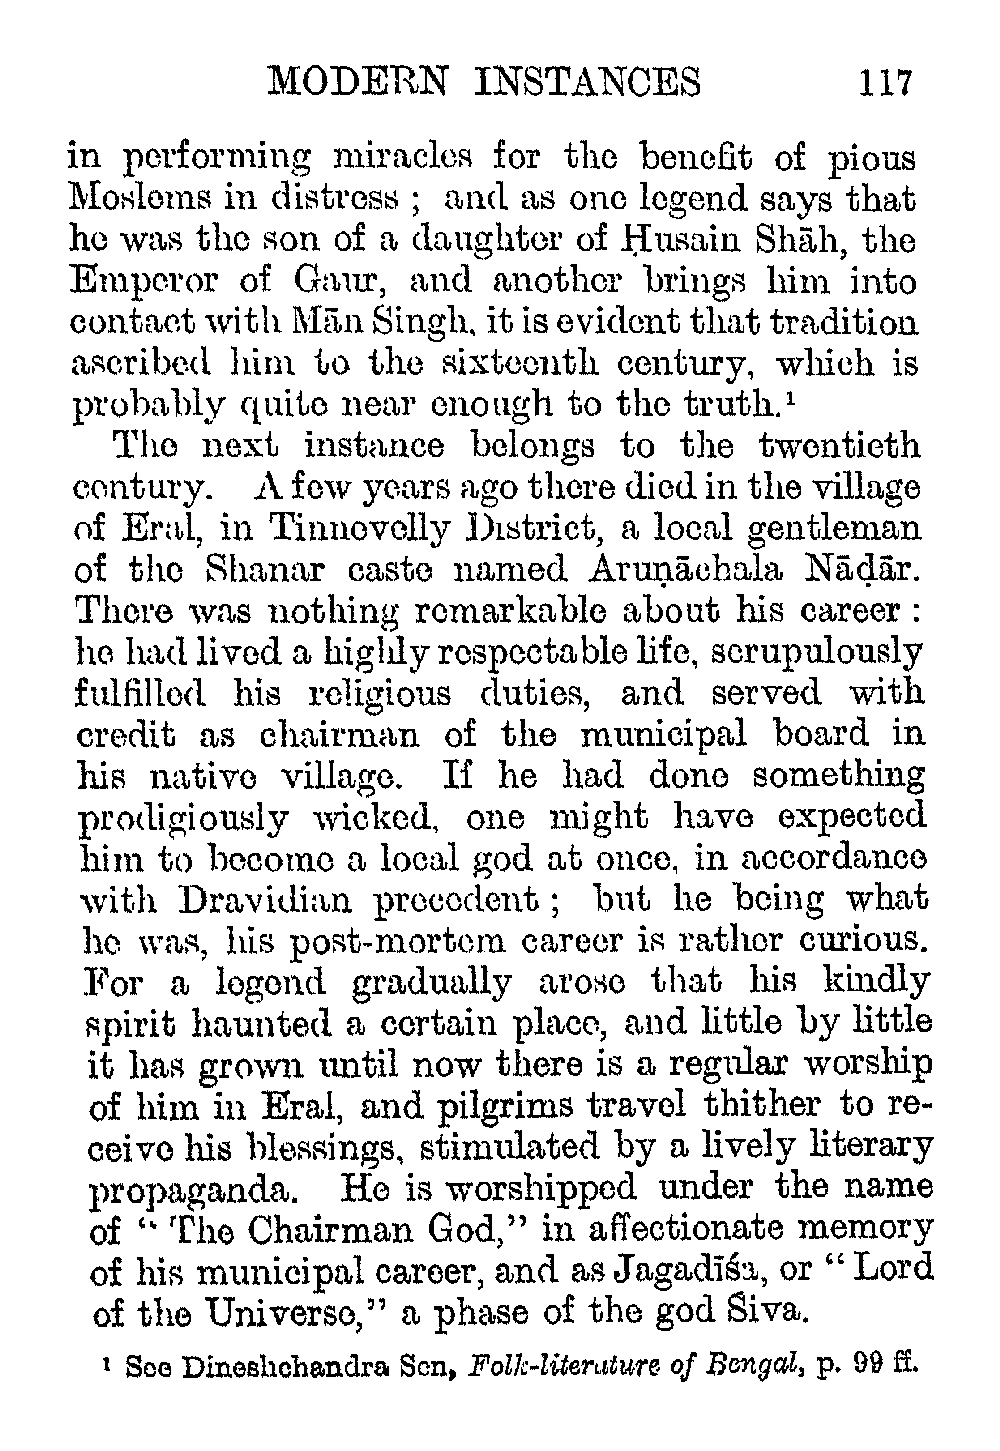 MODERN INSTANCES 117
in performing miracles for the benefit of pious
Moslems in distress ; and as one legend says that
he was the son of a daughter of Ḥusain Shāh, the
Emperor of Gaur, and another brings him into
contact with Mān Singh, it is evident that tradition
ascribed him to the sixteenth century, which is
probably quite near enough to the truth.¹
The next instance belongs to the twentieth
century. A few years ago there died in the village
of Eral, in Tinnevelly District, a local gentleman
of the Shanar caste named Aruṇāchala Nāḍār.
There was nothing remarkable about his career :
he had lived a highly respectable life, scrupulously
fulfilled his religious duties, and served with
credit as chairman of the municipal board in
his native village. If he had done something
prodigiously wicked, one might have expected
him to become a local god at once, in accordance
with Dravidian precedent ; but he being what
he was, his post-mortem career is rather curious.
For a legend gradually arose that his kindly
spirit haunted a certain place, and little by little
it has grown until now there is a regular worship
of him in Eral, and pilgrims travel thither to re-
ceive his blessings, stimulated by a lively literary
propaganda. He is worshipped under the name
of “ The Chairman God,” in affectionate memory
of his municipal career, and as Jagadīśa, or “ Lord
of the Universe,” a phase of the god Śiva.
¹ See Dineshchandra Sen, Folk-literature of Bengal, p. 99 ff.